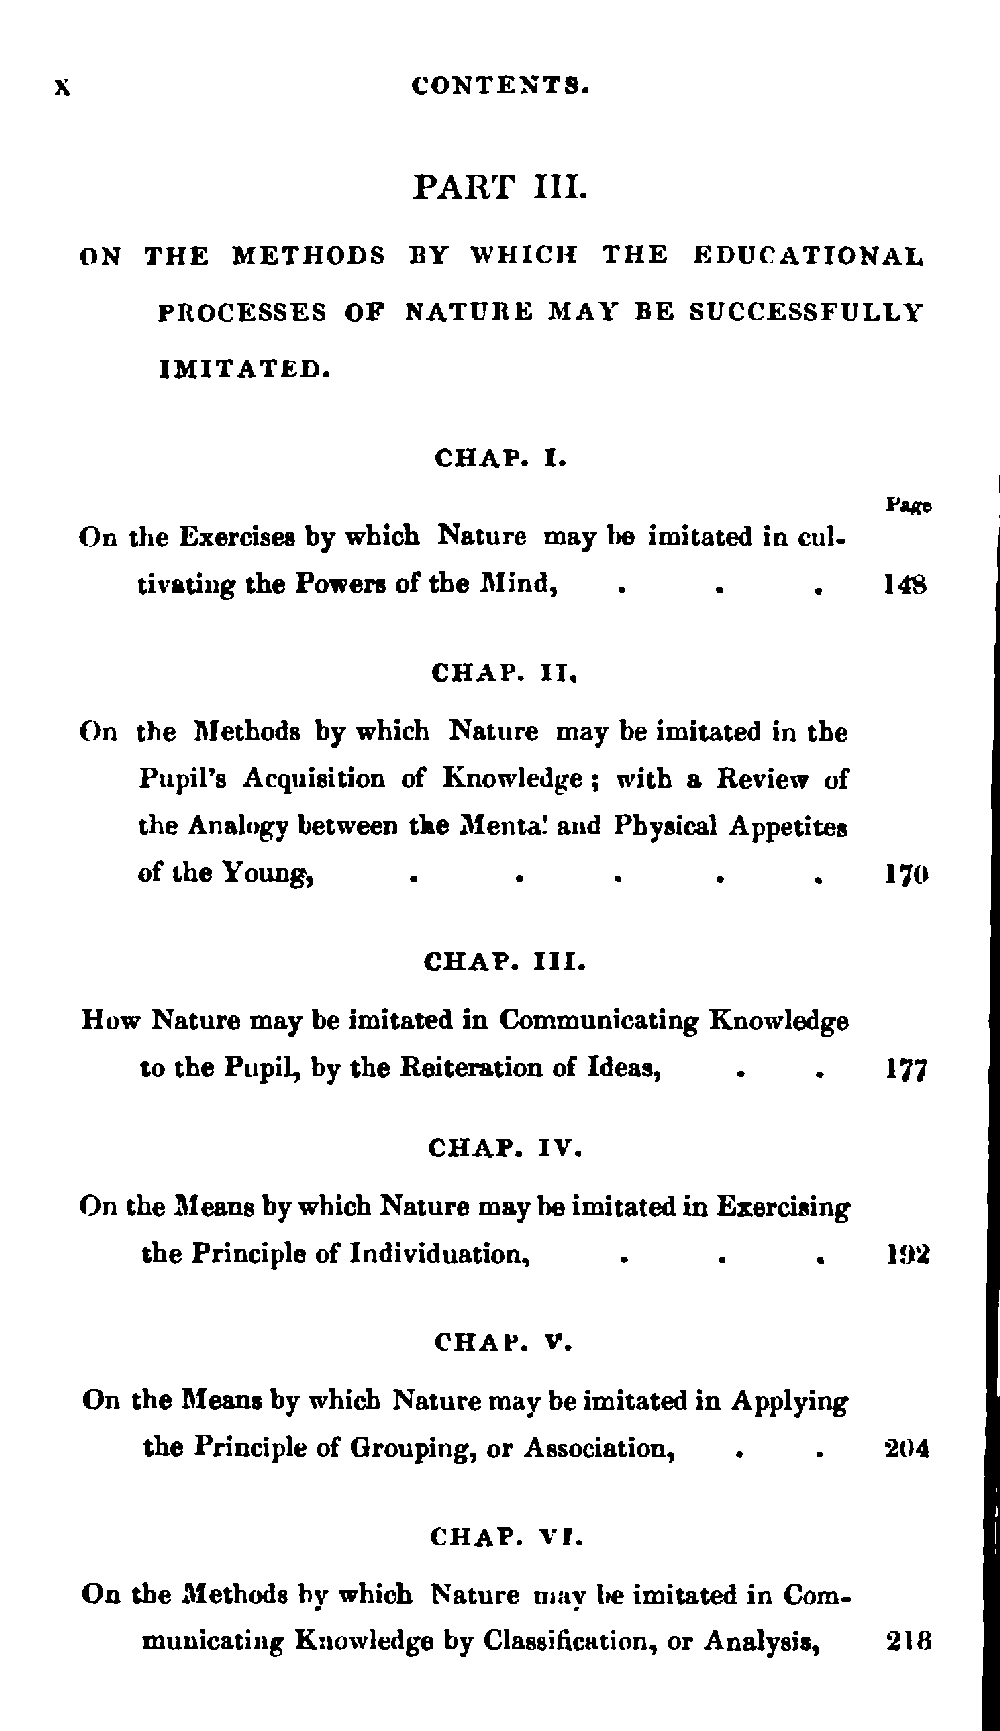 x CONTENTS.
PART III.
ON THE METHODS BY WHICH THE EDUCATIONAL
PROCESSES OF NATURE MAY BE SUCCESSFULLY
IMITATED.
CHAP. I.
Page
On the Exercises by which Nature may be imitated in cul-
tivating the Powers of the Mind, . . . 148
CHAP. II.
On the Methods by which Nature may be imitated in the
Pupil's Acquisition of Knowledge; with a Review of
the Analogy between the Mental and Physical Appetites
of the Young, . . . . . 170
CHAP. III.
How Nature may be imitated in Communicating Knowledge
to the Pupil, by the Reiteration of Ideas, . . 177
CHAP. IV.
On the Means by which Nature may be imitated in Exercising
the Principle of Individuation, . . . 192
CHAP. V.
On the Means by which Nature may be imitated in Applying
the Principle of Grouping, or Association, . . 204
CHAP. VI.
On the Methods by which Nature may be imitated in Com-
municating Knowledge by Classification, or Analysis, 218